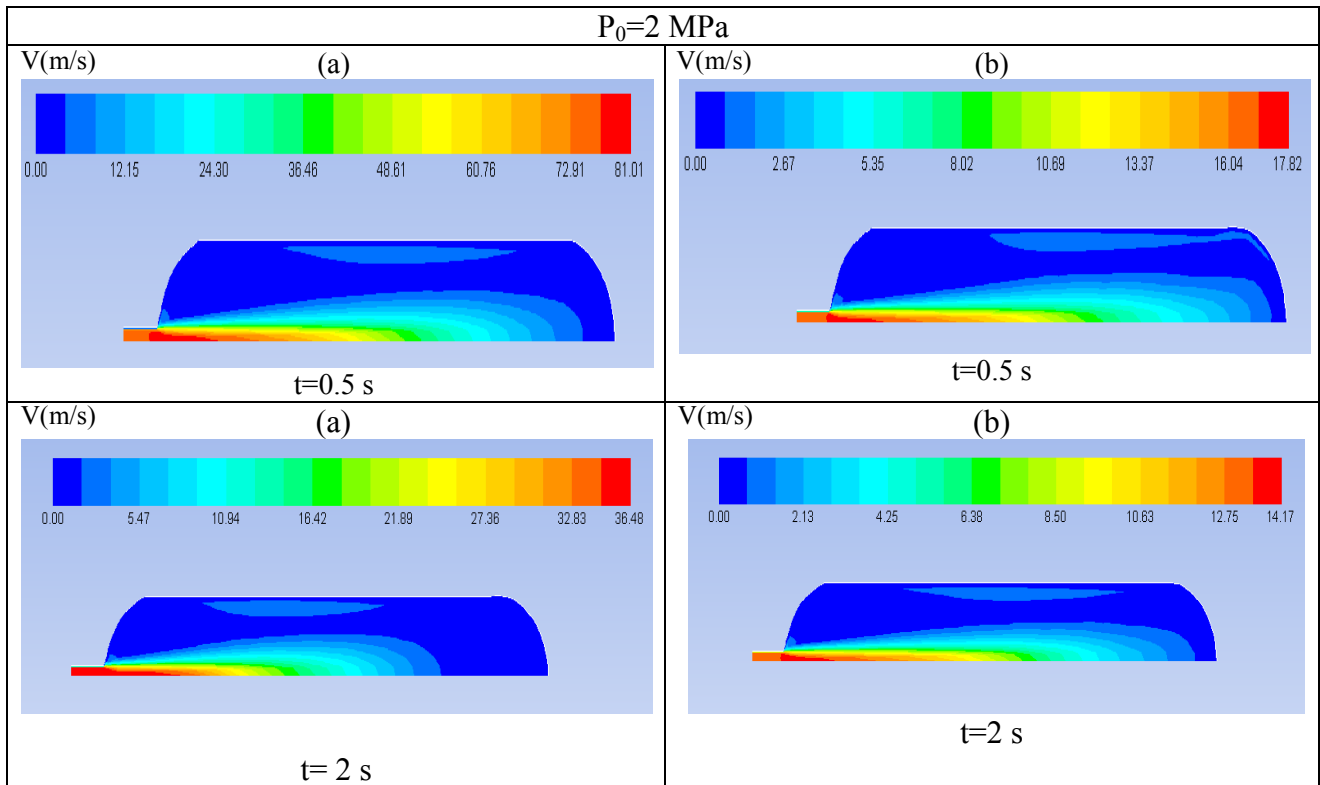 P₀=2 MPa
V(m/s) (a)
0.00 12.15 24.30 36.46 48.61 60.76 72.91 81.01
t=0.5 s
V(m/s) (b)
0.00 2.67 5.35 8.02 10.69 13.37 16.04 17.82
t=0.5 s
V(m/s) (a)
0.00 5.47 10.94 16.42 21.89 27.36 32.83 36.48
t= 2 s
V(m/s) (b)
0.00 2.13 4.25 6.38 8.50 10.63 12.75 14.17
t=2 s